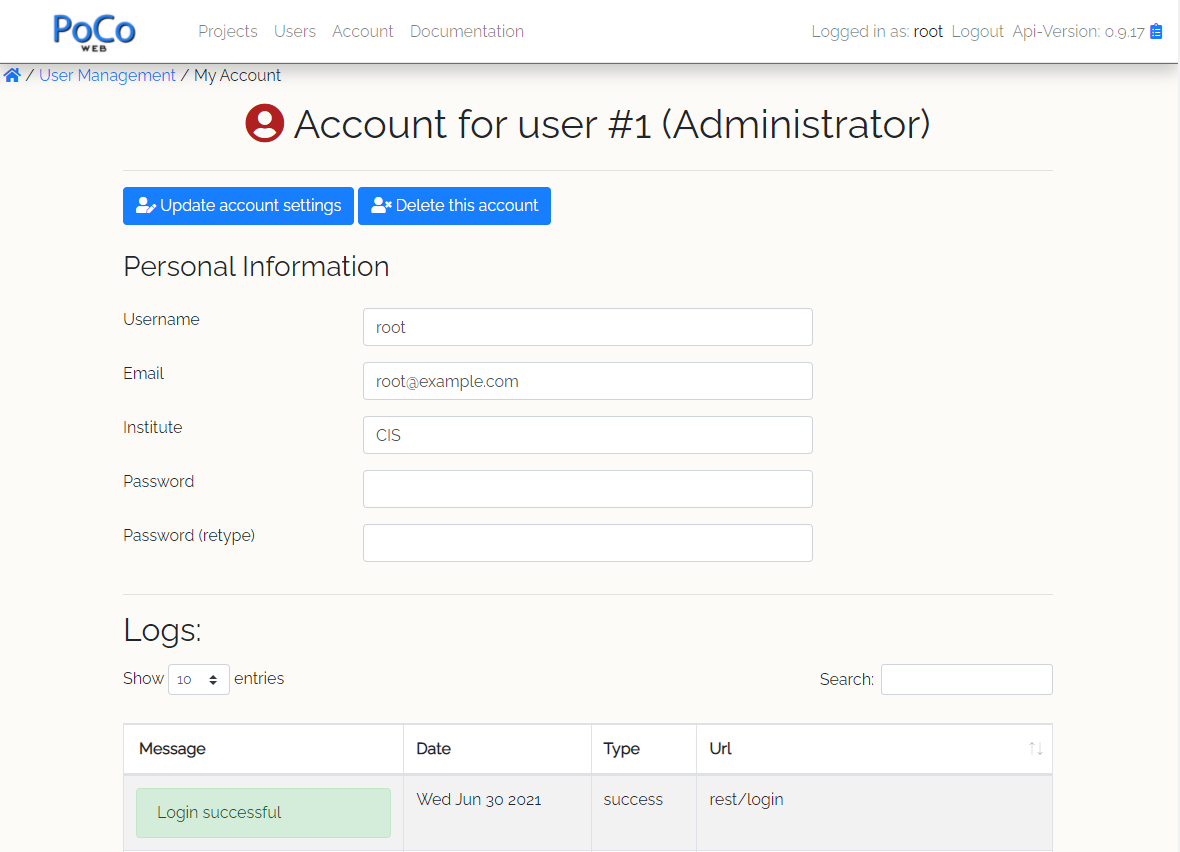 PoCo WEB Projects Users Account Documentation Logged in as: root Logout Api-Version: 0.9.17
/ User Management / My Account
Account for user #1 (Administrator)
Update account settings Delete this account
Personal Information
Username root
Email root@example.com
Institute CIS
Password
Password (retype)
Logs:
Show 10 entries Search:
Message Date Type Url
Login successful Wed Jun 30 2021 success rest/login